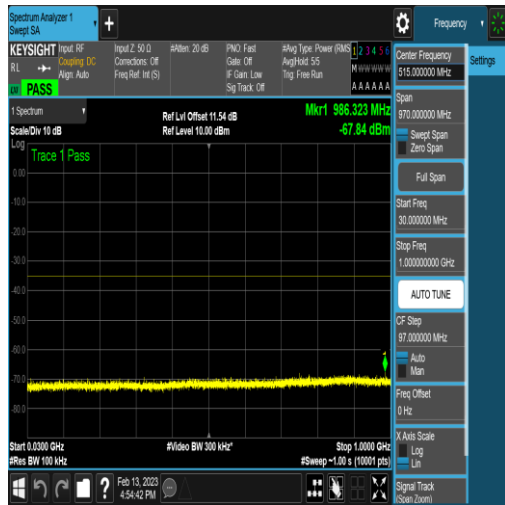 Spectrum Analyzer 1
Swept SA
+
Frequency
KEYSIGHT
RL
PASS
Input: RF
Coupling: DC
Align: Auto
Input Z: 50 Ω
Corrections: Off
Freq Ref: Int (S)
#Atten: 20 dB
PNO: Fast
Gate: Off
IF Gain: Low
Sig Track: Off
#Avg Type: Power (RMS
Avg|Hold: 5/5
Trig: Free Run
1 2 3 4 5 6
M W W W W W
A A A A A A
1 Spectrum
Scale/Div 10 dB
Ref Lvl Offset 11.54 dB
Ref Level 10.00 dBm
Mkr1 986.323 MHz
-67.84 dBm
Log
Trace 1 Pass
0.00
-10.0
-20.0
-30.0
-40.0
-50.0
-60.0
-70.0
-80.0
1
Start 0.0300 GHz
#Res BW 100 kHz
#Video BW 300 kHz*
Stop 1.0000 GHz
#Sweep ~1.00 s (10001 pts)
?
Feb 13, 2023
4:54:42 PM
Center Frequency
515.000000 MHz
Settings
Span
970.000000 MHz
Swept Span
Zero Span
Full Span
Start Freq
30.000000 MHz
Stop Freq
1.000000000 GHz
AUTO TUNE
CF Step
97.000000 MHz
Auto
Man
Freq Offset
0 Hz
X Axis Scale
Log
Lin
Signal Track
(Span Zoom)